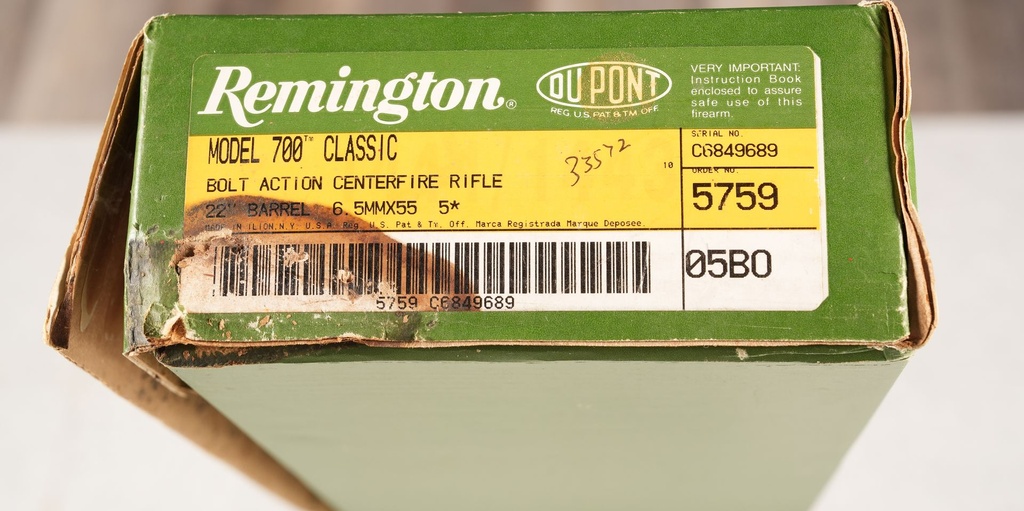 Remington®
DU PONT
REG. U.S. PAT & TM. OFF.
VERY IMPORTANT:
Instruction Book
enclosed to assure
safe use of this
firearm.
MODEL 700™ CLASSIC
33572
10
SERIAL NO.
C6849689
BOLT ACTION CENTERFIRE RIFLE
ORDER NO.
5759
22" BARREL 6.5MMX55 5*
MADE IN ILION, N.Y. U.S.A. Reg. U.S. Pat & Tm. Off. Marca Registrada Marque Deposee.
05B0
5759 C6849689